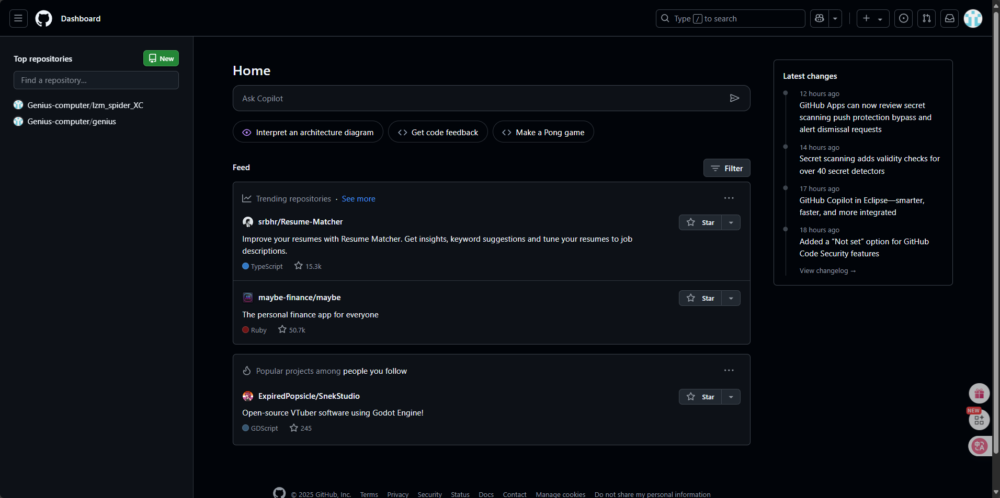 Dashboard
Type / to search
Top repositories
New
Find a repository...
Genius-computer/lzm_spider_XC
Genius-computer/genius
Home
Ask Copilot
Interpret an architecture diagram
Get code feedback
Make a Pong game
Feed
Filter
Trending repositories · See more
srbhr/Resume-Matcher
Star
Improve your resumes with Resume Matcher. Get insights, keyword suggestions and tune your resumes to job
descriptions.
TypeScript
15.3k
maybe-finance/maybe
Star
The personal finance app for everyone
Ruby
50.7k
Popular projects among people you follow
ExpiredPopsicle/SnekStudio
Star
Open-source VTuber software using Godot Engine!
GDScript
245
Latest changes
12 hours ago
GitHub Apps can now review secret
scanning push protection bypass and
alert dismissal requests
14 hours ago
Secret scanning adds validity checks for
over 40 secret detectors
17 hours ago
GitHub Copilot in Eclipse—smarter,
faster, and more integrated
18 hours ago
Added a “Not set” option for GitHub
Code Security features
View changelog →
NEW
中A
© 2025 GitHub, Inc.
Terms
Privacy
Security
Status
Docs
Contact
Manage cookies
Do not share my personal information